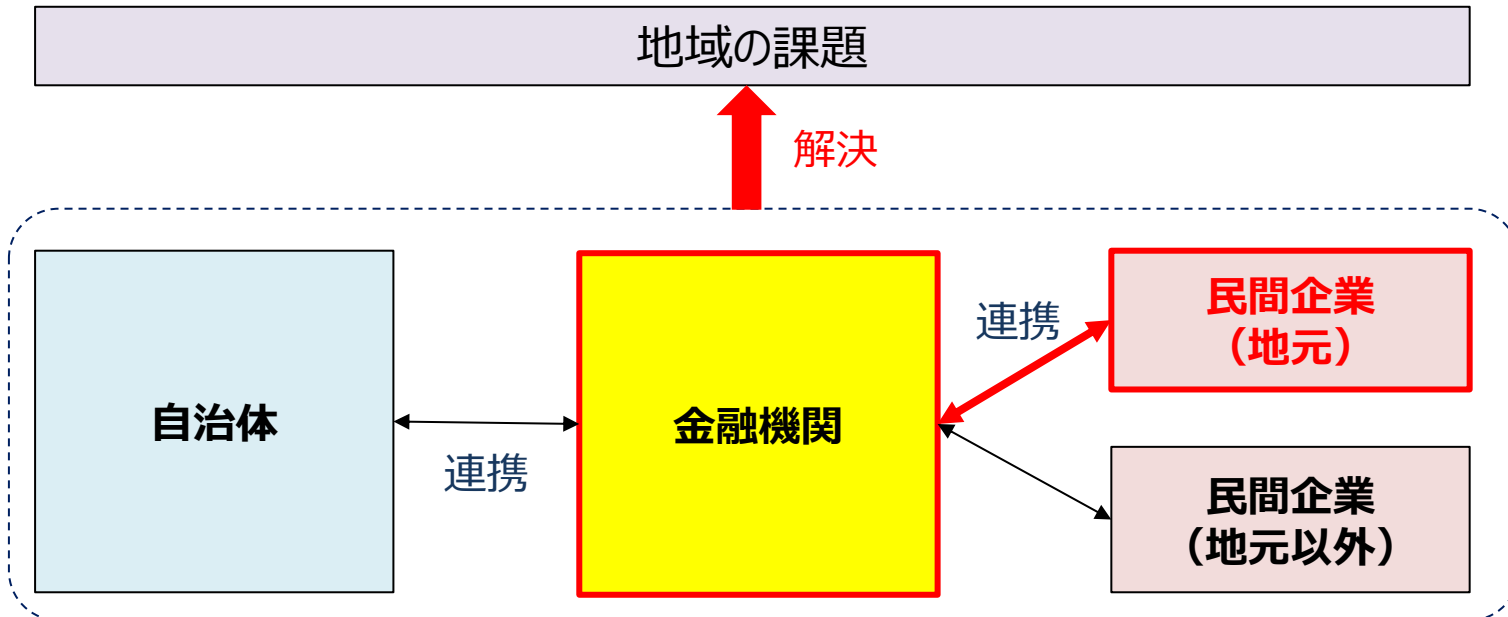 地域の課題
解決
自治体
連携
金融機関
連携
民間企業
（地元）
民間企業
（地元以外）